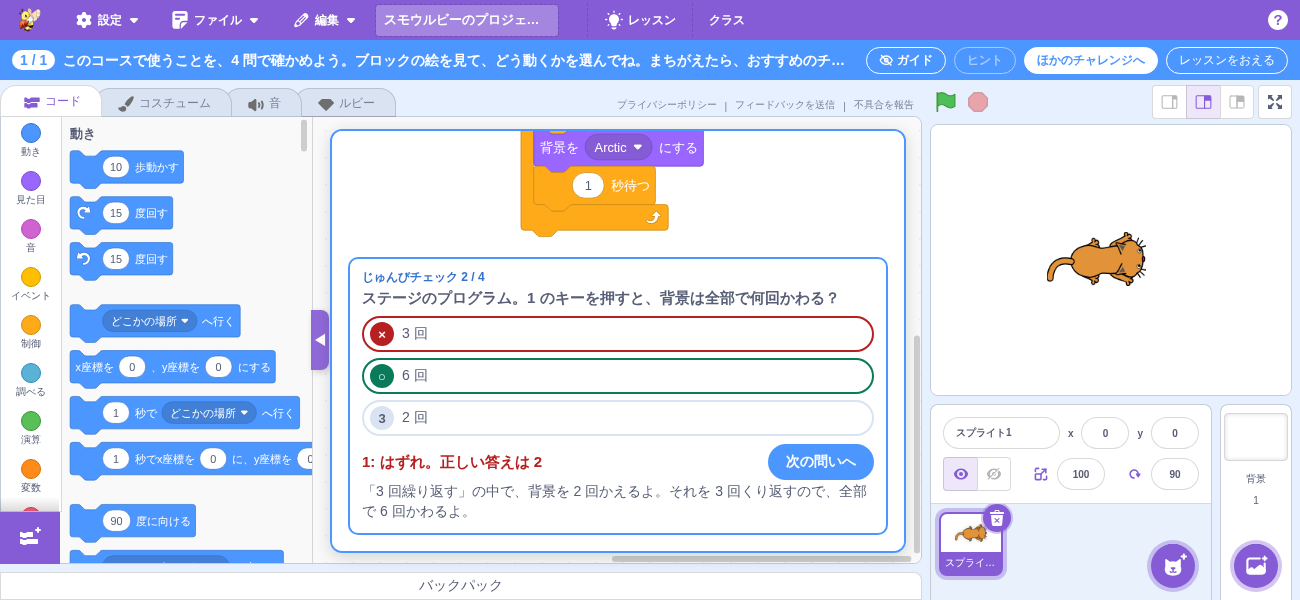 設定
ファイル
編集
スモウルビーのプロジェ…
レッスン
クラス
?
1 / 1
このコースで使うことを、4 問で確かめよう。ブロックの絵を見て、どう動くかを選んでね。まちがえたら、おすすめのチ…
ガイド
ヒント
ほかのチャレンジへ
レッスンをおえる
コード
コスチューム
音
ルビー
プライバシーポリシー | フィードバックを送信 | 不具合を報告
動き
見た目
音
イベント
制御
調べる
演算
変数
動き
10 歩動かす
15 度回す
15 度回す
どこかの場所 へ行く
x座標を 0 、y座標を 0 にする
1 秒で どこかの場所 へ行く
1 秒でx座標を 0 に、y座標を 0
90 度に向ける
背景を Arctic にする
1 秒待つ
じゅんびチェック 2 / 4
ステージのプログラム。1 のキーを押すと、背景は全部で何回かわる？
× 3 回
○ 6 回
3 2 回
1: はずれ。正しい答えは 2
次の問いへ
「3 回繰り返す」の中で、背景を 2 回かえるよ。それを 3 回くり返すので、全部
で 6 回かわるよ。
バックパック
スプライト1 x 0 y 0
100 90
スプライ…
背景
1